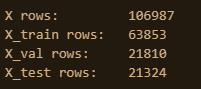 X rows: 106987
X_train rows: 63853
X_val rows: 21810
X_test rows: 21324